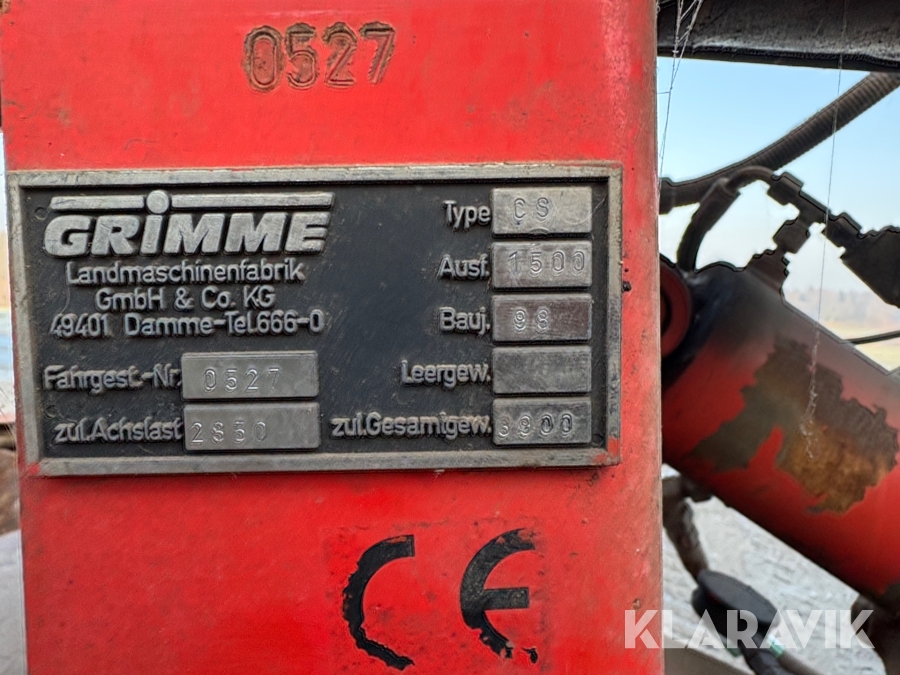 0527
GRIMME
Landmaschinenfabrik
GmbH & Co. KG
49401 Damme-Tel.666-0
Type CS
Ausf. 1500
Bauj. 98
Leergew.
Fahrgest.-Nr. 0527
zul.Achslast 2850
zul.Gesamtgew. 3900
CE
KLARAVIK